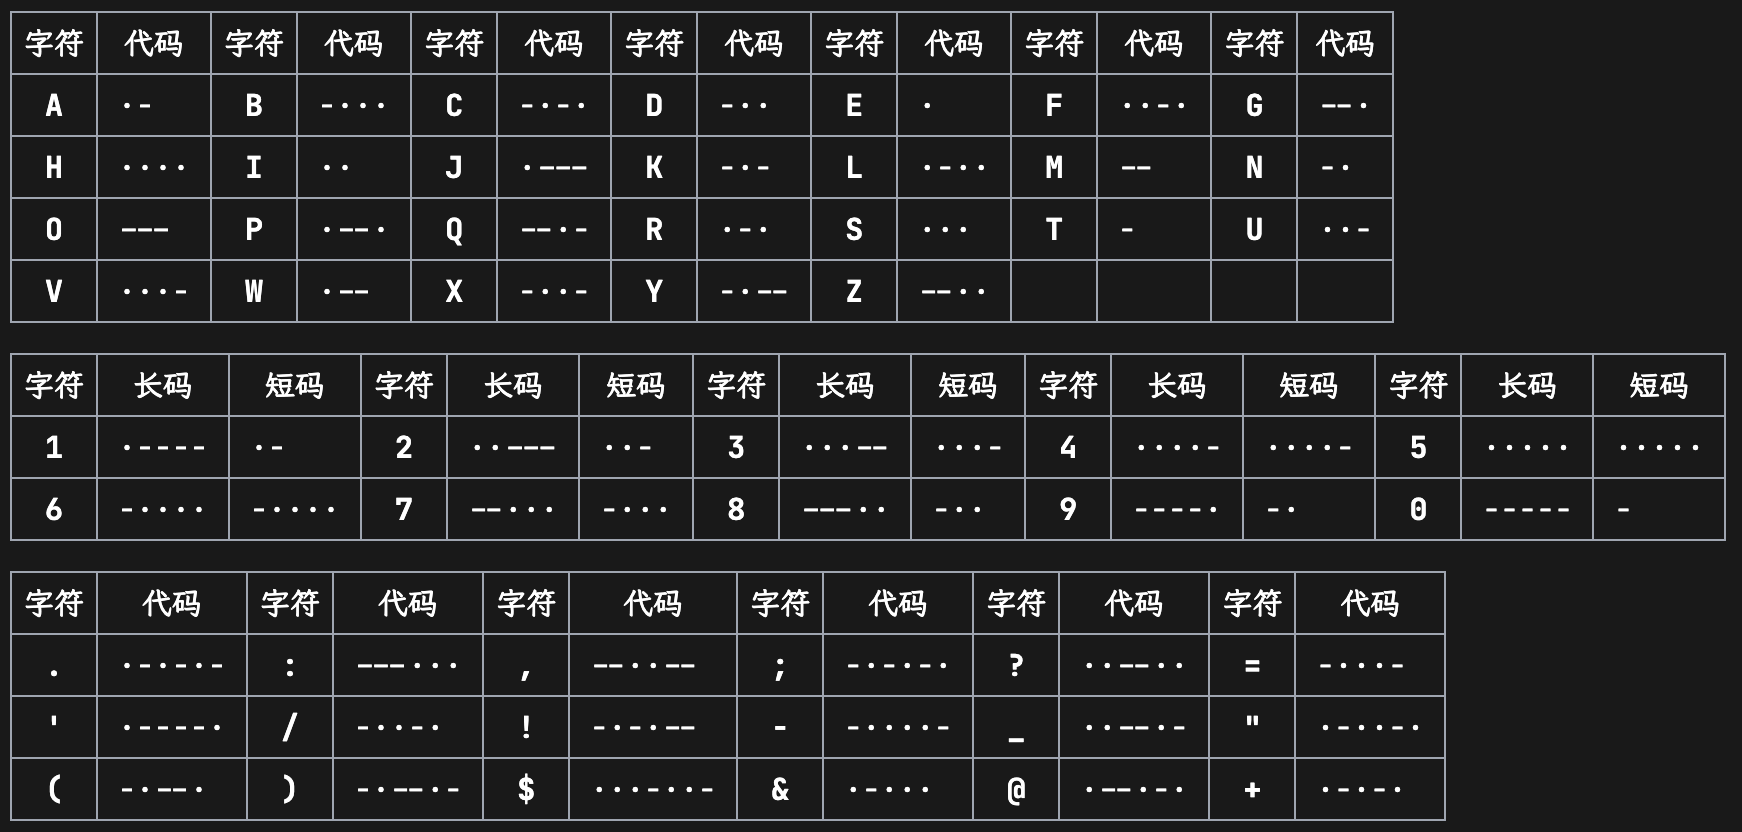 字符 代码 字符 代码 字符 代码 字符 代码 字符 代码 字符 代码 字符 代码
A ·- B -··· C -·-· D -·· E · F ··-· G --·
H ···· I ·· J ·--- K -·- L ·-·· M -- N -·
O --- P ·--· Q --·- R ·-· S ··· T - U ··-
V ···- W ·-- X -··- Y -·-- Z --··
字符 长码 短码 字符 长码 短码 字符 长码 短码 字符 长码 短码 字符 长码 短码
1 ·---- ·- 2 ··--- ··- 3 ···-- ···- 4 ····- ····- 5 ····· ·····
6 -···· -···· 7 --··· -··· 8 ---·· -·· 9 ----· -· 0 ----- -
字符 代码 字符 代码 字符 代码 字符 代码 字符 代码 字符 代码
. ·-·-·- : ---··· , --··-- ; -·-·-· ? ··--·· = -···-
' ·----· / -··-· ! -·-·-- - -····- _ ··--·- " ·-··-·
( -·--· ) -·--·- $ ···-··- & ·-··· @ ·--·-· + ·-·-·